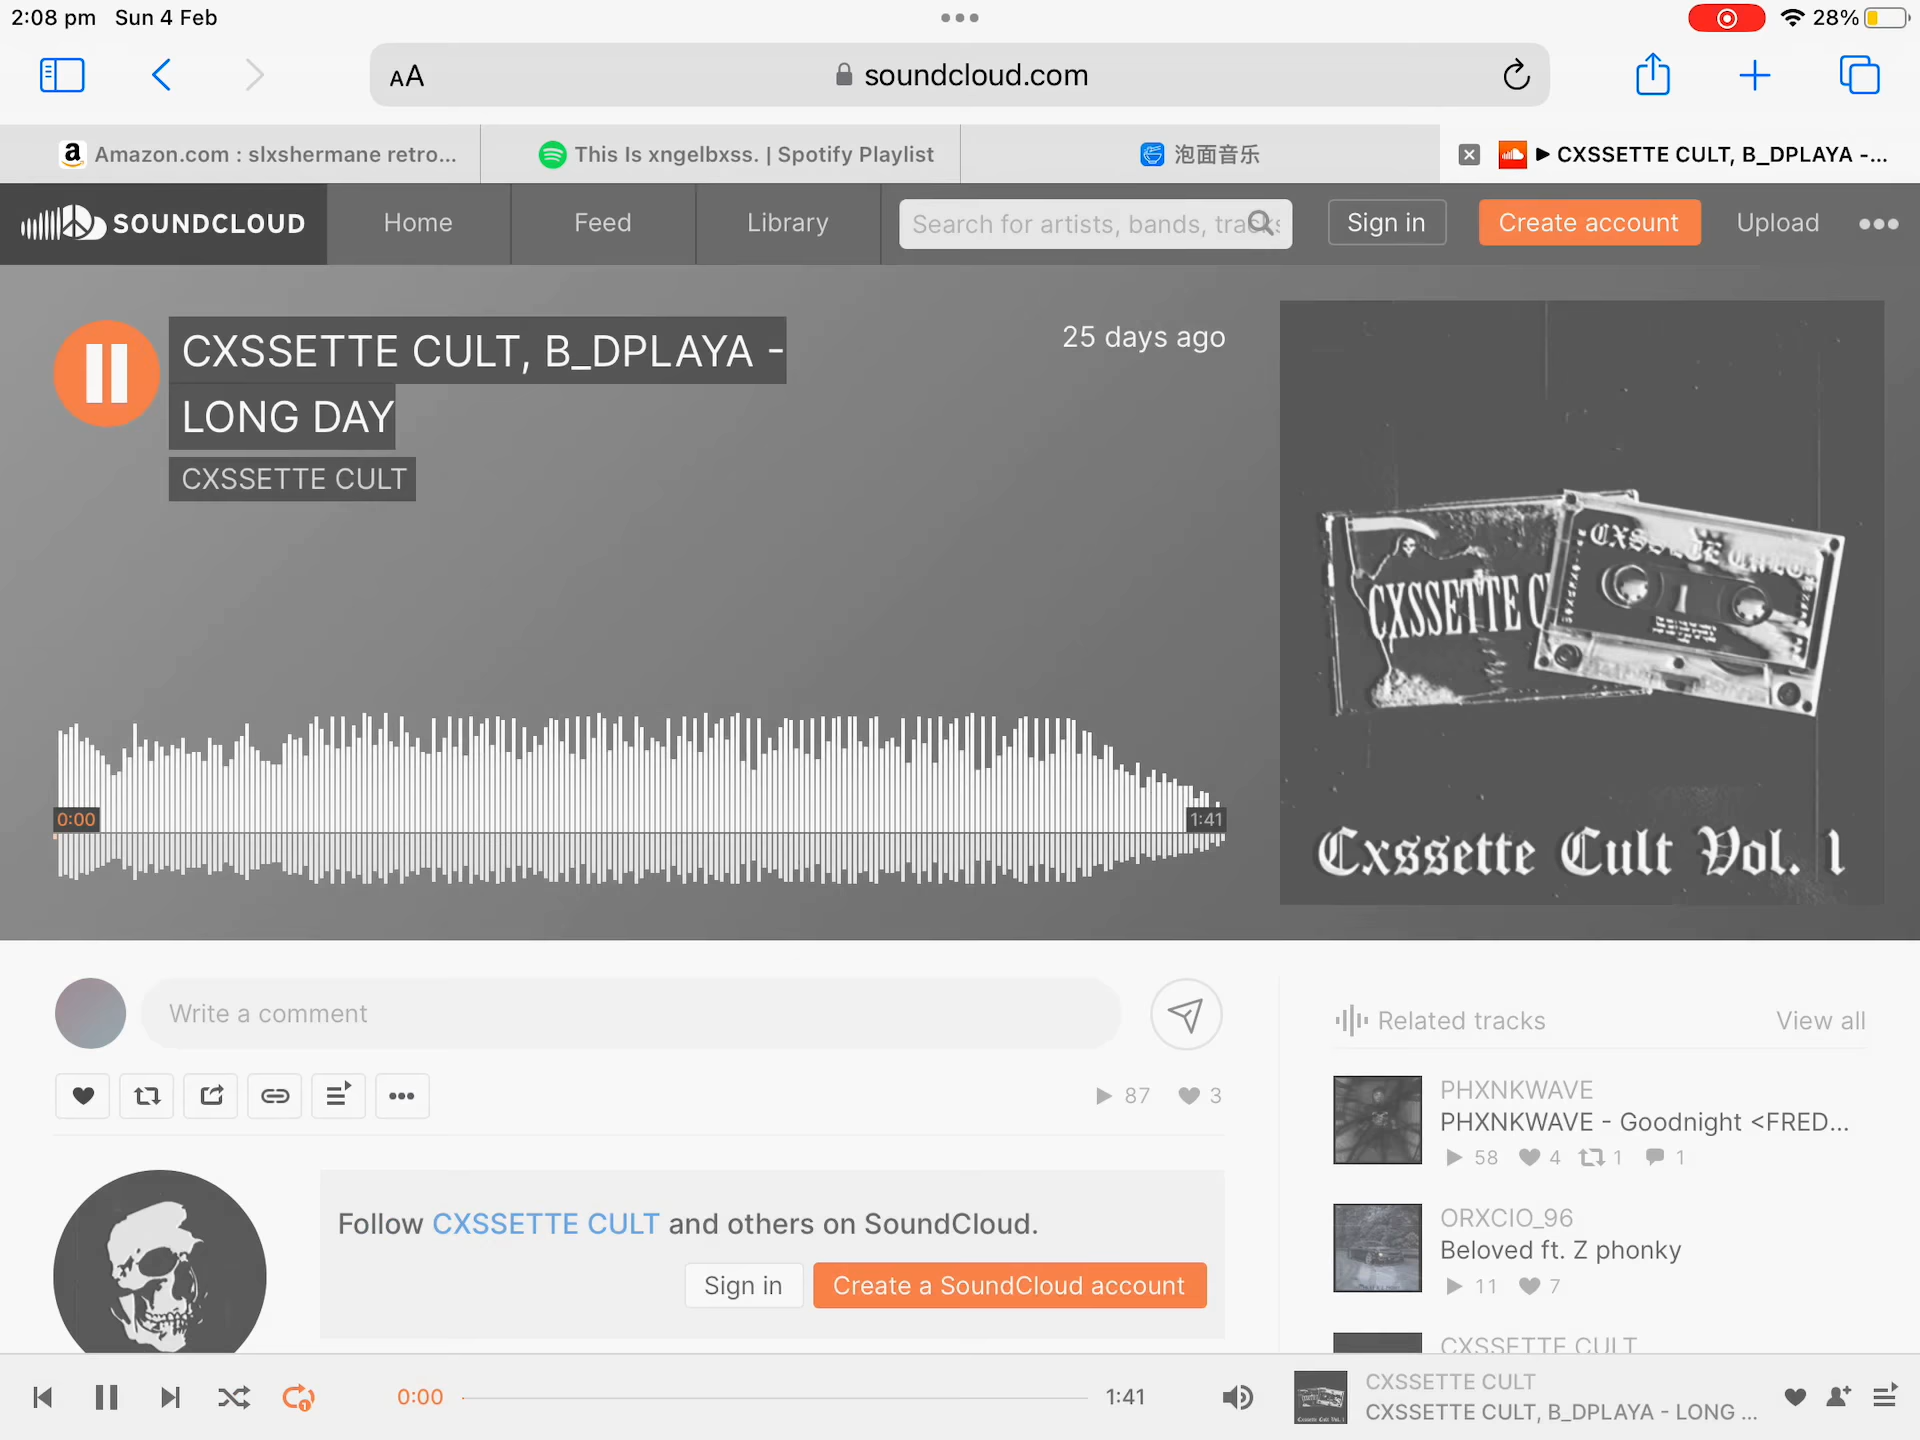 2:08 pm Sun 4 Feb
28%
AA
soundcloud.com
Amazon.com : slxshermane retro...
This Is xngelbxss. | Spotify Playlist
泡面音乐
CXSSETTE CULT, B_DPLAYA -...
SOUNDCLOUD
Home
Feed
Library
Search for artists, bands, tracks
Sign in
Create account
Upload
CXSSETTE CULT, B_DPLAYA -
LONG DAY
CXSSETTE CULT
25 days ago
CXSSETTE C
CXSSETTE CULT
Cxssette Cult Vol. 1
0:00
1:41
Write a comment
87
3
Follow CXSSETTE CULT and others on SoundCloud.
Sign in
Create a SoundCloud account
Related tracks
View all
PHXNKWAVE
PHXNKWAVE - Goodnight <FRED...
58 4 1 1
ORXCIO_96
Beloved ft. Z phonky
11 7
CXSSETTE CULT
0:00
1:41
CXSSETTE CULT
CXSSETTE CULT, B_DPLAYA - LONG ...